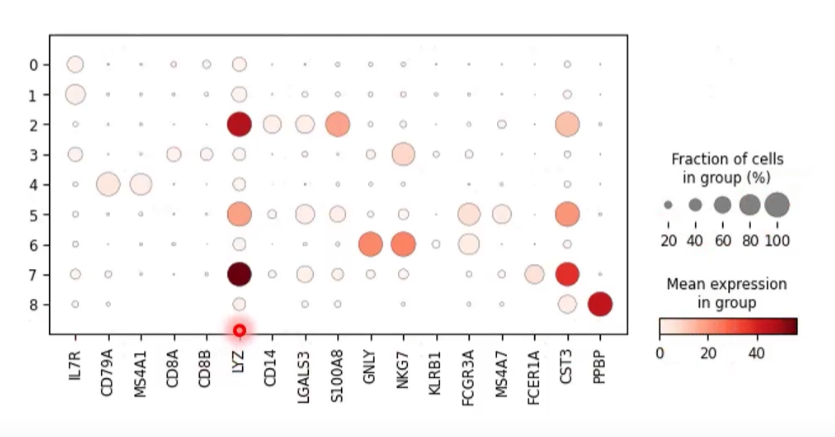 0
1
2
3
4
5
6
7
8
IL7R
CD79A
MS4A1
CD8A
CD8B
LYZ
CD14
LGALS3
S100A8
GNLY
NKG7
KLRB1
FCGR3A
MS4A7
FCER1A
CST3
PPBP
Fraction of cells
in group (%)
20 40 60 80 100
Mean expression
in group
0 20 40